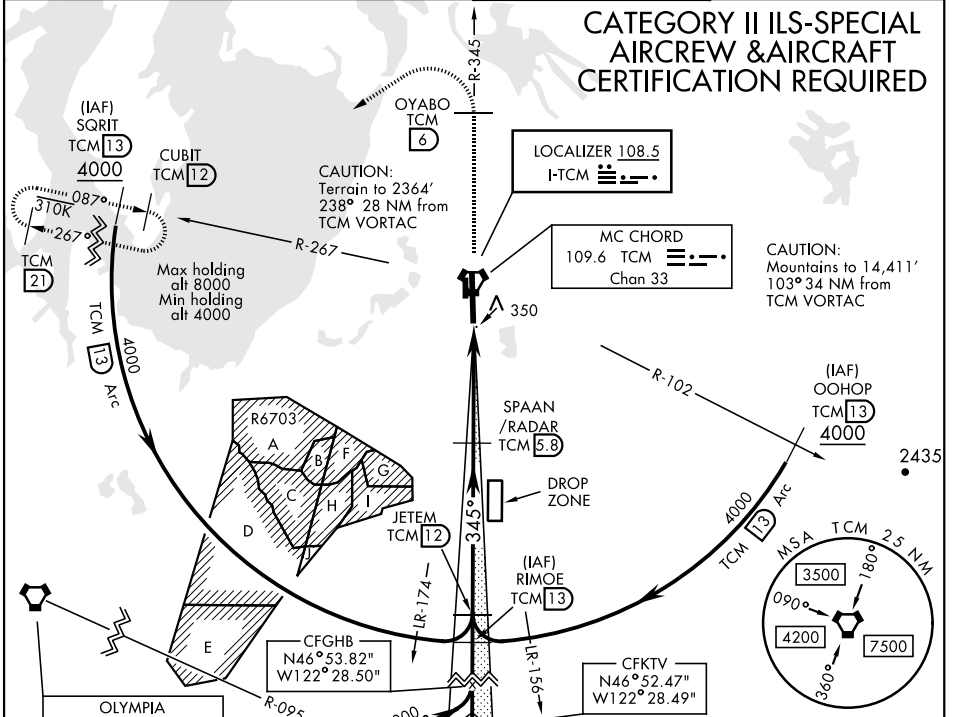 CATEGORY II ILS-SPECIAL
AIRCREW &AIRCRAFT
CERTIFICATION REQUIRED
R-345
OYABO
TCM
6
(IAF)
SQRIT
TCM 13
4000
CUBIT
TCM 12
087°
310K
267°
TCM
21
CAUTION:
Terrain to 2364'
238° 28 NM from
TCM VORTAC
R-267
Max holding
alt 8000
Min holding
alt 4000
LOCALIZER 108.5
I-TCM
MC CHORD
109.6 TCM
Chan 33
CAUTION:
Mountains to 14,411'
103° 34 NM from
TCM VORTAC
350
TCM 13 Arc
4000
R-102
(IAF)
OOHOP
TCM 13
4000
2435
R6703
A
B
F
G
C
H
I
D
J
E
SPAAN
/RADAR
TCM 5.8
DROP
ZONE
345°
JETEM
TCM 12
(IAF)
RIMOE
TCM 13
4000
TCM 13 Arc
LR-174
LR-156
CFGHB
N46°53.82"
W122°28.50"
CFKTV
N46°52.47"
W122°28.49"
MSA TCM 25 NM
3500
180°
090°
4200
7500
360°
OLYMPIA
R-095